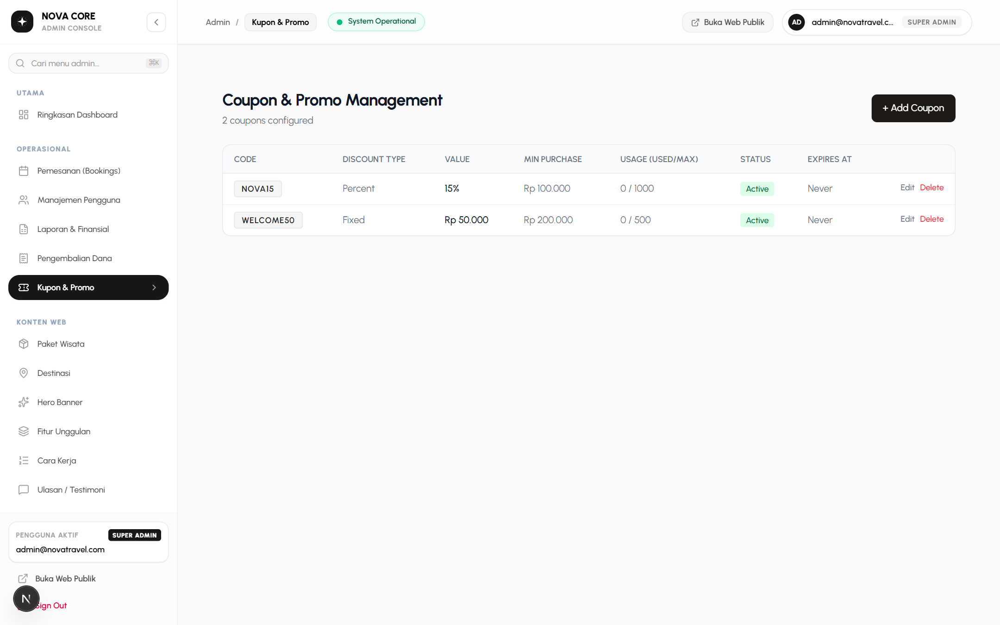 NOVA CORE
ADMIN CONSOLE
Cari menu admin...
⌘K
UTAMA
Ringkasan Dashboard
OPERASIONAL
Pemesanan (Bookings)
Manajemen Pengguna
Laporan & Finansial
Pengembalian Dana
Kupon & Promo
KONTEN WEB
Paket Wisata
Destinasi
Hero Banner
Fitur Unggulan
Cara Kerja
Ulasan / Testimoni
PENGGUNA AKTIF
SUPER ADMIN
admin@novatravel.com
Buka Web Publik
N
Sign Out
Admin / Kupon & Promo
System Operational
Buka Web Publik
AD
admin@novatravel.c...
SUPER ADMIN
Coupon & Promo Management
2 coupons configured
+ Add Coupon
CODE DISCOUNT TYPE VALUE MIN PURCHASE USAGE (USED/MAX) STATUS EXPIRES AT
NOVA15 Percent 15% Rp 100.000 0 / 1000 Active Never Edit Delete
WELCOME50 Fixed Rp 50.000 Rp 200.000 0 / 500 Active Never Edit Delete